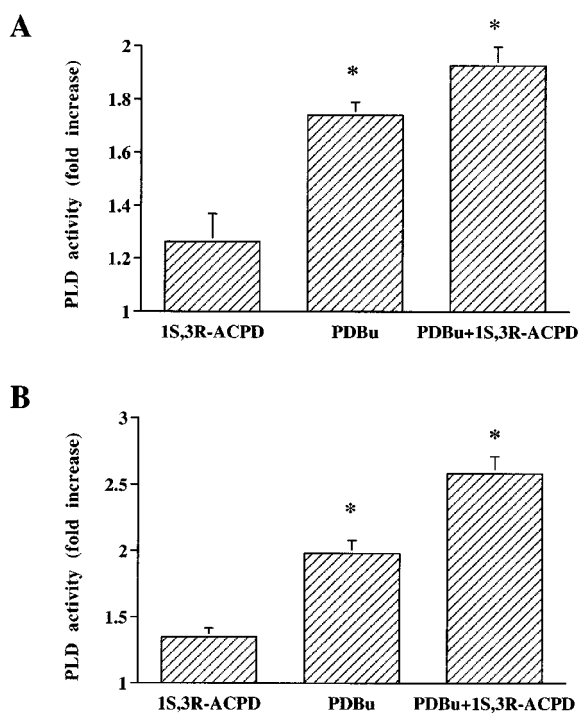 A
PLD activity (fold increase)
2
1.8
1.6
1.4
1.2
1
*
*
1S,3R-ACPD PDBu PDBu+1S,3R-ACPD
B
PLD activity (fold increase)
3
2.5
2
1.5
1
*
*
1S,3R-ACPD PDBu PDBu+1S,3R-ACPD